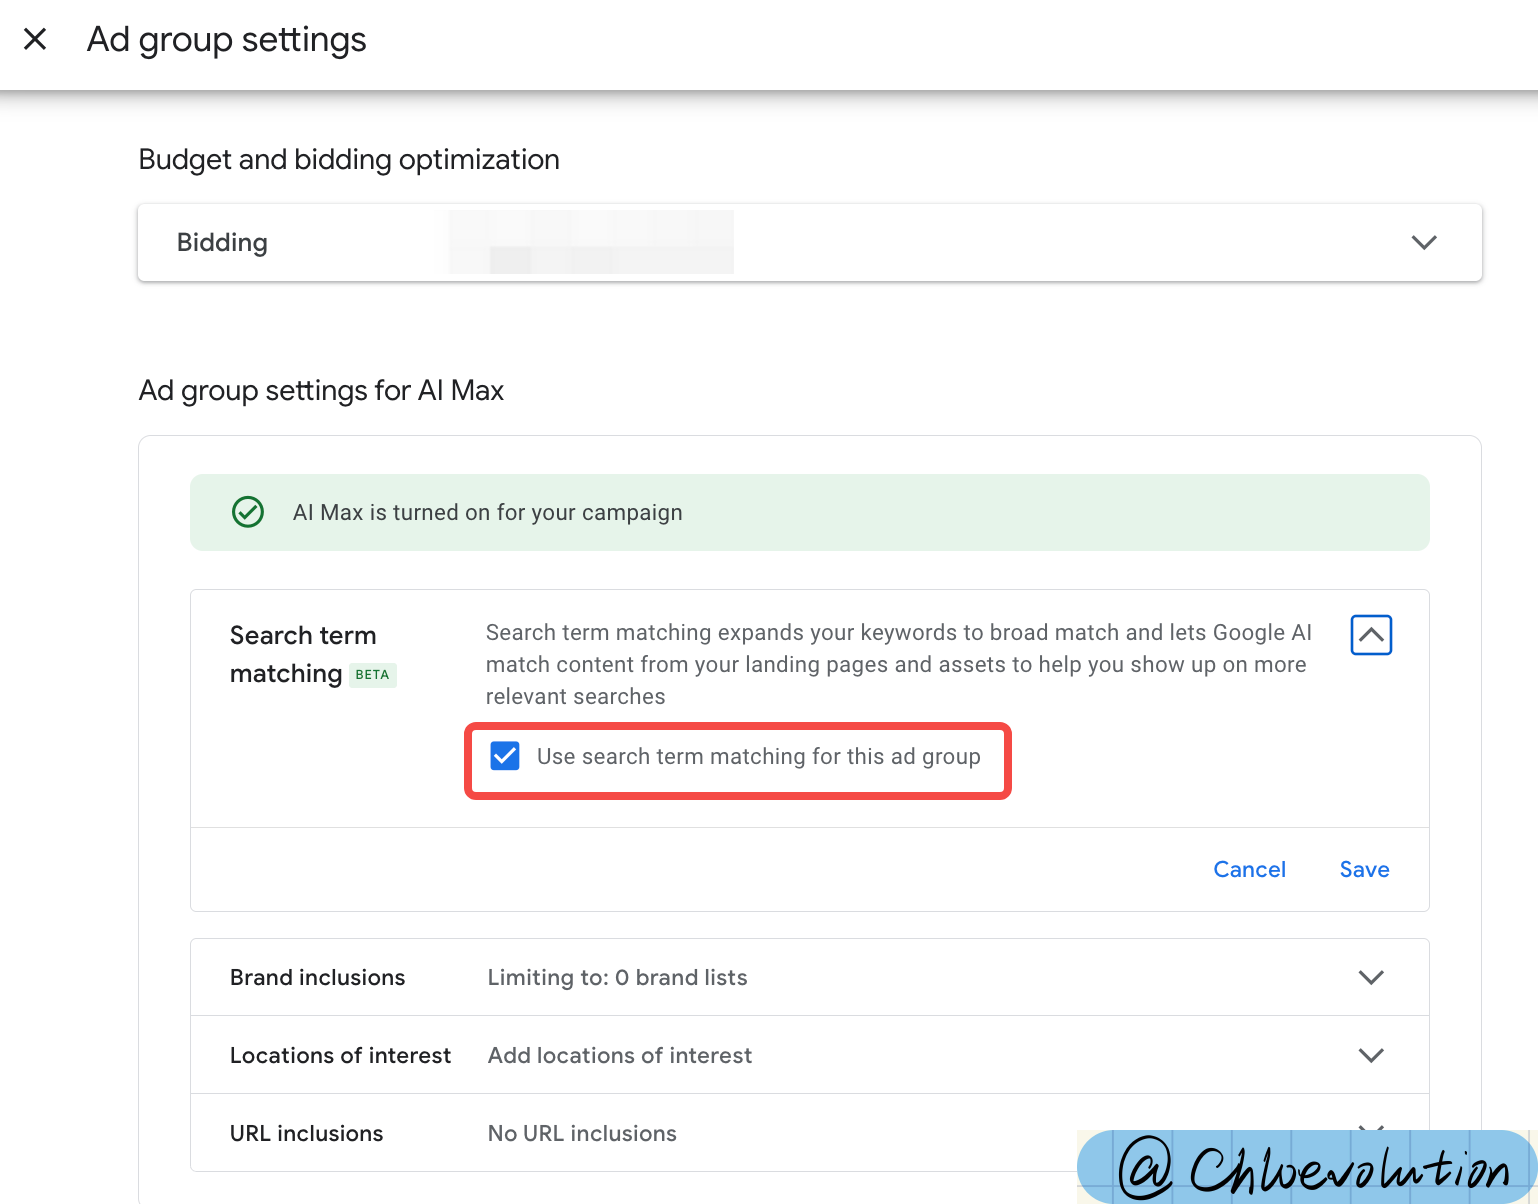 Ad group settings
Budget and bidding optimization
Bidding
Ad group settings for AI Max
AI Max is turned on for your campaign
Search term
matching BETA
Search term matching expands your keywords to broad match and lets Google AI
match content from your landing pages and assets to help you show up on more
relevant searches
Use search term matching for this ad group
Cancel Save
Brand inclusions Limiting to: 0 brand lists
Locations of interest Add locations of interest
URL inclusions No URL inclusions
@Chloevolution